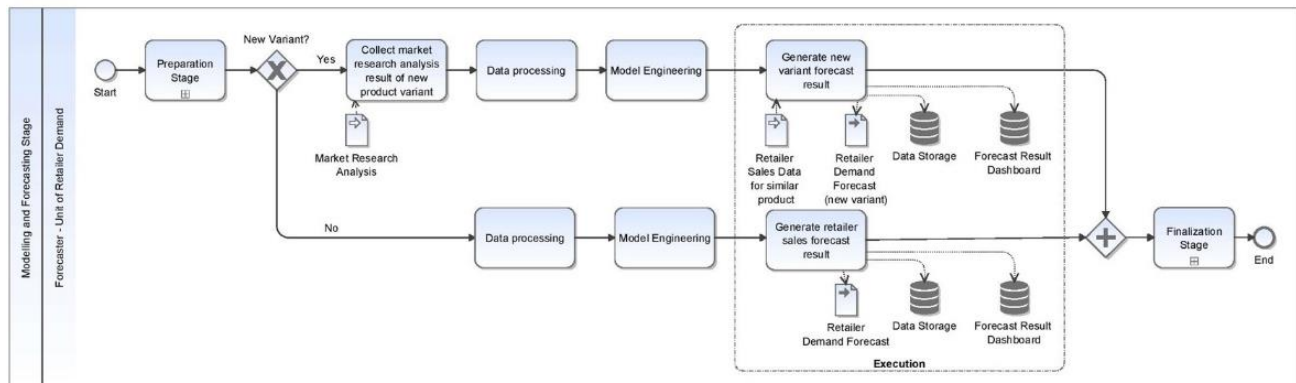 Modelling and Forecasting Stage
Forecaster - Unit of Retailer Demand
Start
Preparation
Stage
New Variant?
Yes
No
Collect market
research analysis
result of new
product variant
Market Research
Analysis
Data processing
Model Engineering
Generate new
variant forecast
result
Retailer
Sales Data
for similar
product
Retailer
Demand
Forecast
(new variant)
Data Storage
Forecast Result
Dashboard
Data processing
Model Engineering
Generate retailer
sales forecast
result
Retailer
Demand Forecast
Data Storage
Forecast Result
Dashboard
Execution
Finalization
Stage
End